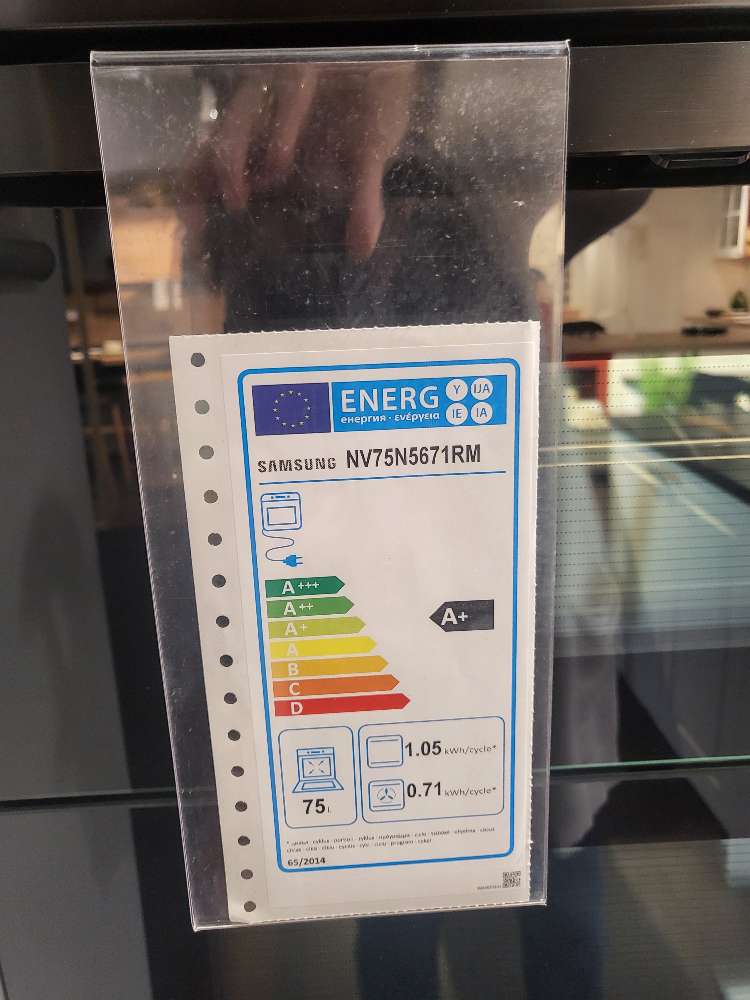 ENERG Y IJA
енергия · ενέργεια IE IA
SAMSUNG NV75N5671RM
A+++
A++
A+
A
B
C
D
A+
75 L
1.05 kWh/cycle*
0.71 kWh/cycle*
65/2014